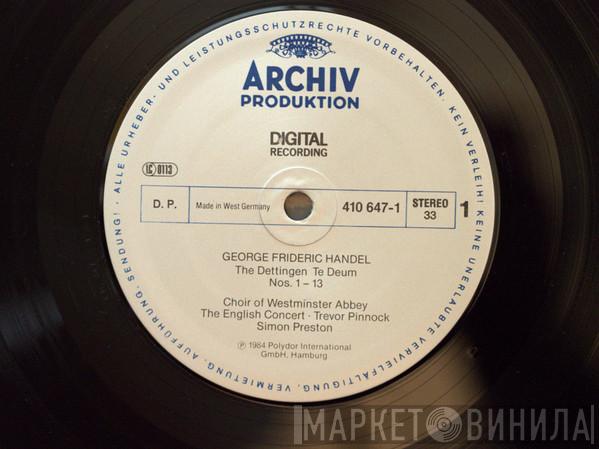 · ALLE URHEBER- UND LEISTUNGSSCHUTZRECHTE VORBEHALTEN. KEIN VERLEIH! KEINE UNERLAUBTE VERVIELFÄLTIGUNG, VERMIETUNG, AUFFÜHRUNG, SENDUNG!
ARCHIV
PRODUKTION
DIGITAL
RECORDING
LC 0113
D. P.
Made in West Germany
410 647-1
STEREO
33
1
GEORGE FRIDERIC HANDEL
The Dettingen Te Deum
Nos. 1 – 13
Choir of Westminster Abbey
The English Concert · Trevor Pinnock
Simon Preston
℗ 1984 Polydor International
GmbH, Hamburg
МАРКЕТ ВИНИЛА